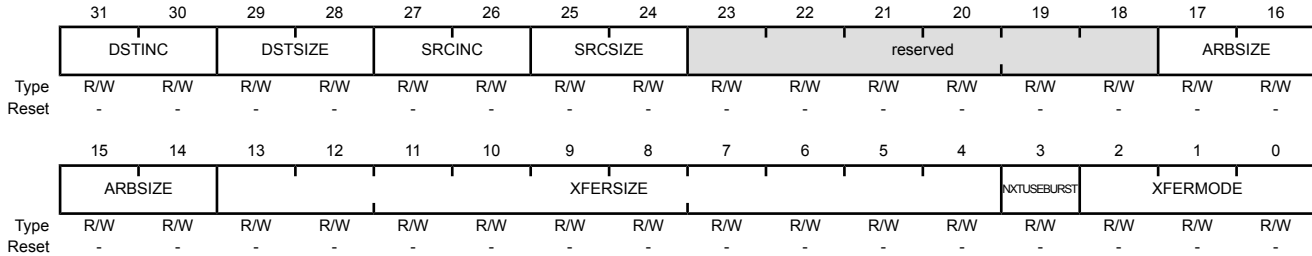 31 30 29 28 27 26 25 24 23 22 21 20 19 18 17 16
DSTINC DSTSIZE SRCINC SRCSIZE reserved ARBSIZE
Type R/W R/W R/W R/W R/W R/W R/W R/W R/W R/W R/W R/W R/W R/W R/W R/W
Reset - - - - - - - - - - - - - - - -
15 14 13 12 11 10 9 8 7 6 5 4 3 2 1 0
ARBSIZE XFERSIZE NXTUSEBURST XFERMODE
Type R/W R/W R/W R/W R/W R/W R/W R/W R/W R/W R/W R/W R/W R/W R/W R/W
Reset - - - - - - - - - - - - - - - -